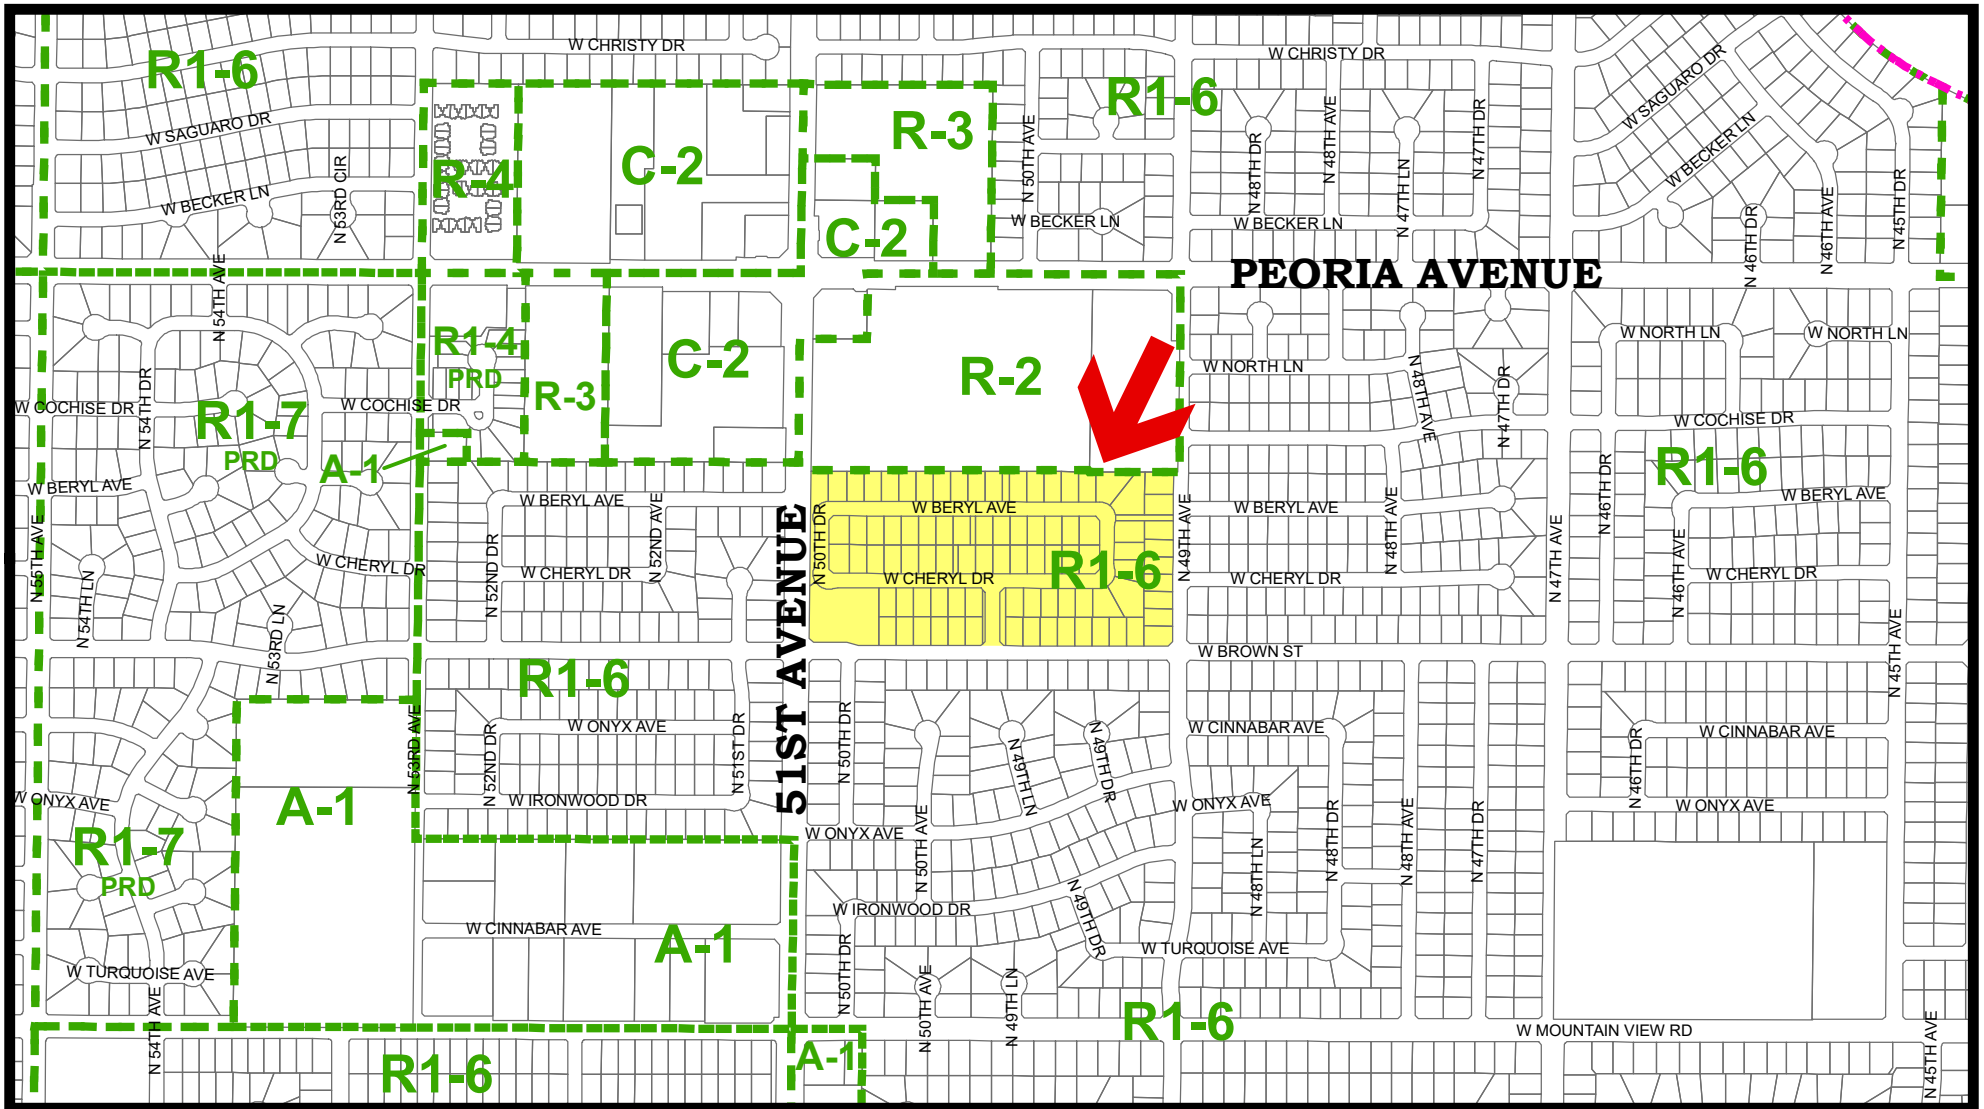 W CHRISTY DR
W CHRISTY DR
R1-6
R1-6
W SAGUARO DR
W SAGUARO DR
R-3
N 48TH AVE
N 47TH DR
R-4
C-2
N 50TH AVE
N 48TH DR
N 47TH LN
W BECKER LN
W BECKER LN
N 53RD CIR
C-2
W BECKER LN
W BECKER LN
N 46TH DR
N 46TH AVE
N 45TH DR
PEORIA AVENUE
N 54TH AVE
R1-4
PRD
C-2
R-2
R-3
W NORTH LN
W NORTH LN
W NORTH LN
N 48TH AVE
N 47TH DR
N 54TH DR
W COCHISE DR
W COCHISE DR
W COCHISE DR
R1-7
PRD
A-1
R1-6
N 46TH DR
W BERYL AVE
W BERYL AVE
W BERYL AVE
W BERYL AVE
W BERYL AVE
N 55TH AVE
N 52ND DR
N 52ND AVE
N 50TH DR
N 49TH AVE
N 48TH AVE
N 47TH AVE
N 46TH AVE
W CHERYL DR
W CHERYL DR
W CHERYL DR
W CHERYL DR
W CHERYL DR
R1-6
N 54TH LN
N 53RD LN
51ST AVENUE
N 45TH AVE
W BROWN ST
R1-6
W ONYX AVE
N 53RD AVE
N 52ND DR
N 51ST DR
N 50TH DR
N 49TH LN
N 49TH DR
W CINNABAR AVE
W CINNABAR AVE
N 46TH DR
W ONYX AVE
A-1
W IRONWOOD DR
W ONYX AVE
W ONYX AVE
W ONYX AVE
R1-7
PRD
N 50TH AVE
N 48TH LN
N 48TH DR
N 48TH AVE
N 47TH DR
W IRONWOOD DR
N 49TH DR
W CINNABAR AVE
A-1
W TURQUOISE AVE
W TURQUOISE AVE
N 54TH AVE
N 50TH DR
N 50TH AVE
N 49TH LN
R1-6
W MOUNTAIN VIEW RD
R1-6
A-1
N 45TH AVE